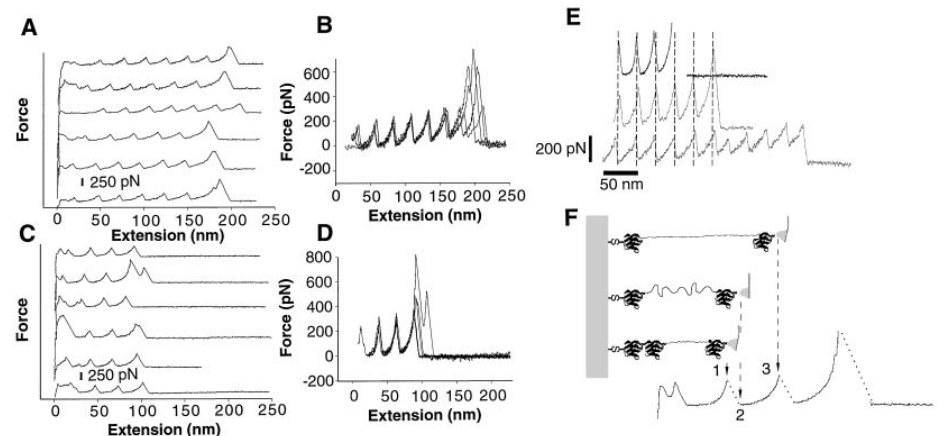 A
Force
250 pN
0 50 100 150 200 250
Extension (nm)
B
Force (pN)
600
400
200
0
-200
0 50 100 150 200 250
Extension (nm)
C
Force
250 pN
0 50 100 150 200 250
Extension (nm)
D
Force (pN)
800
600
400
200
0
-200
0 50 100 150 200
Extension (nm)
E
200 pN
50 nm
F
1
2
3